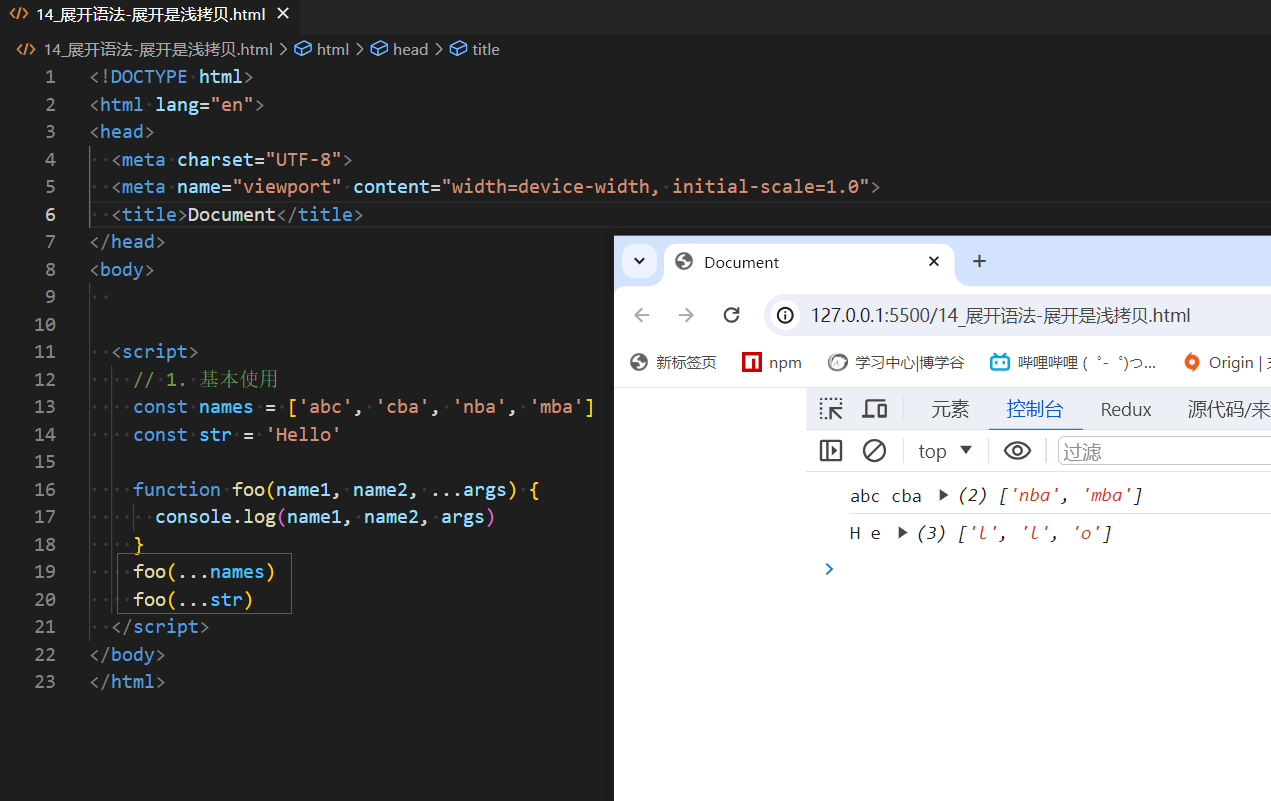 14_展开语法-展开是浅拷贝.html
14_展开语法-展开是浅拷贝.html > html > head > title
1 <!DOCTYPE html>
2 <html lang="en">
3 <head>
4 <meta charset="UTF-8">
5 <meta name="viewport" content="width=device-width, initial-scale=1.0">
6 <title>Document</title>
7 </head>
8 <body>
9
10
11 <script>
12 // 1. 基本使用
13 const names = ['abc', 'cba', 'nba', 'mba']
14 const str = 'Hello'
15
16 function foo(name1, name2, ...args) {
17 console.log(name1, name2, args)
18 }
19 foo(...names)
20 foo(...str)
21 </script>
22 </body>
23 </html>
Document
127.0.0.1:5500/14_展开语法-展开是浅拷贝.html
新标签页 npm 学习中心|博学谷 哔哩哔哩 (゜-゜)つ... Origin |
元素 控制台 Redux 源代码/来
top 过滤
abc cba ▶ (2) ['nba', 'mba']
H e ▶ (3) ['l', 'l', 'o']